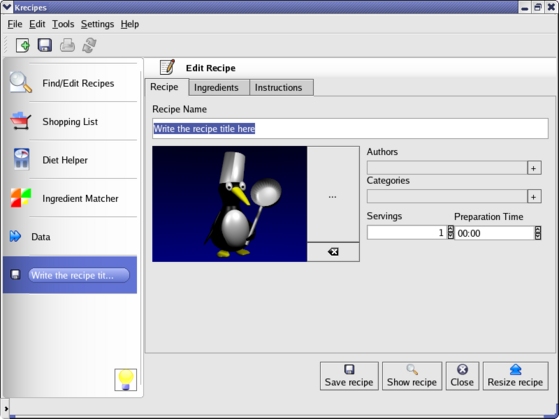 Krecipes
File Edit Tools Settings Help
Find/Edit Recipes
Shopping List
Diet Helper
Ingredient Matcher
Data
Write the recipe tit...
Edit Recipe
Recipe Ingredients Instructions
Recipe Name
Write the recipe title here
...
Authors
+
Categories
+
Servings Preparation Time
1 00:00
Save recipe Show recipe Close Resize recipe